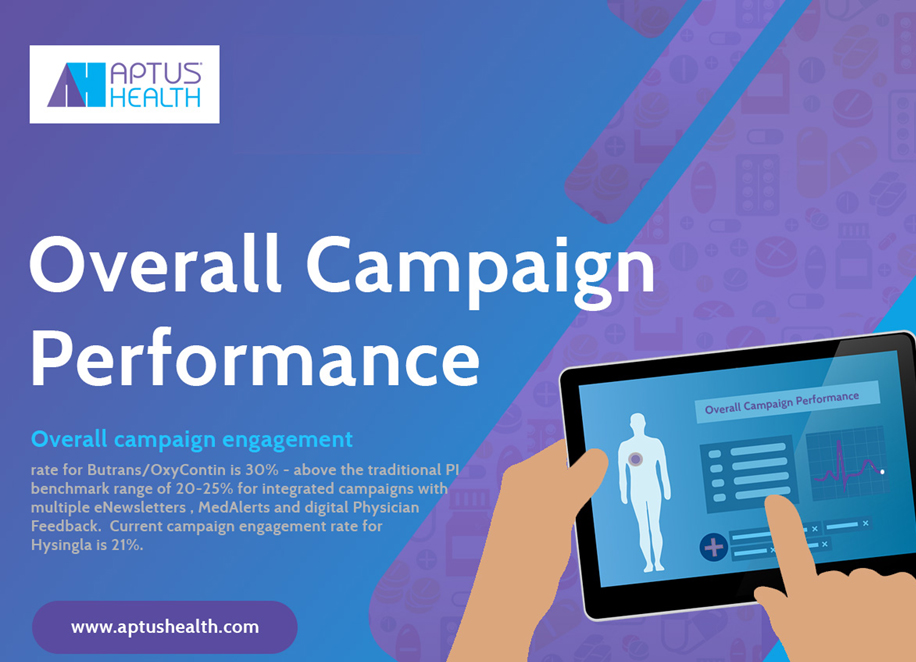 APTUS
HEALTH
Overall Campaign
Performance
Overall campaign engagement
rate for Butrans/OxyContin is 30% - above the traditional PI
benchmark range of 20-25% for integrated campaigns with
multiple eNewsletters , MedAlerts and digital Physician
Feedback.  Current campaign engagement rate for
Hysingla is 21%.
www.aptushealth.com
Overall Campaign Performance